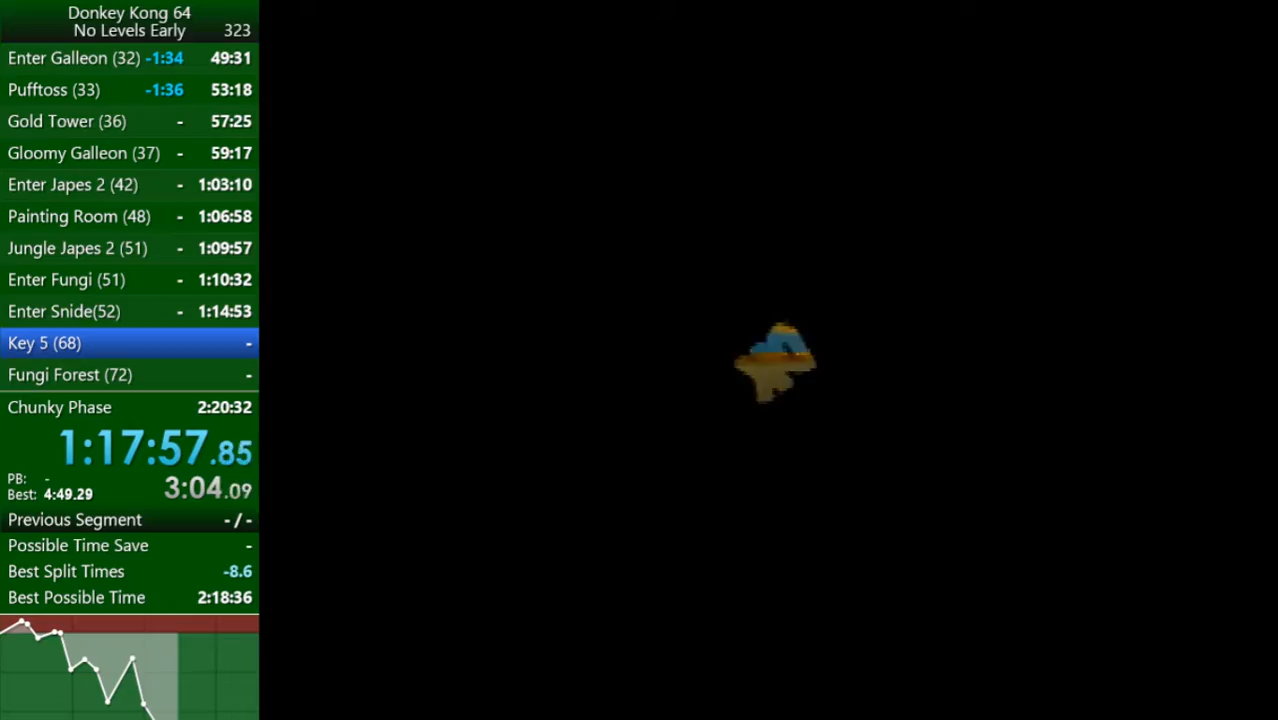 Donkey Kong 64
No Levels Early 323
Enter Galleon (32) -1:34 49:31
Pufftoss (33) -1:36 53:18
Gold Tower (36) - 57:25
Gloomy Galleon (37) - 59:17
Enter Japes 2 (42) - 1:03:10
Painting Room (48) - 1:06:58
Jungle Japes 2 (51) - 1:09:57
Enter Fungi (51) - 1:10:32
Enter Snide(52) - 1:14:53
Key 5 (68) -
Fungi Forest (72) -
Chunky Phase 2:20:32
1:17:57.85
PB: -
Best: 4:49.29 3:04.09
Previous Segment - / -
Possible Time Save -
Best Split Times -8.6
Best Possible Time 2:18:36